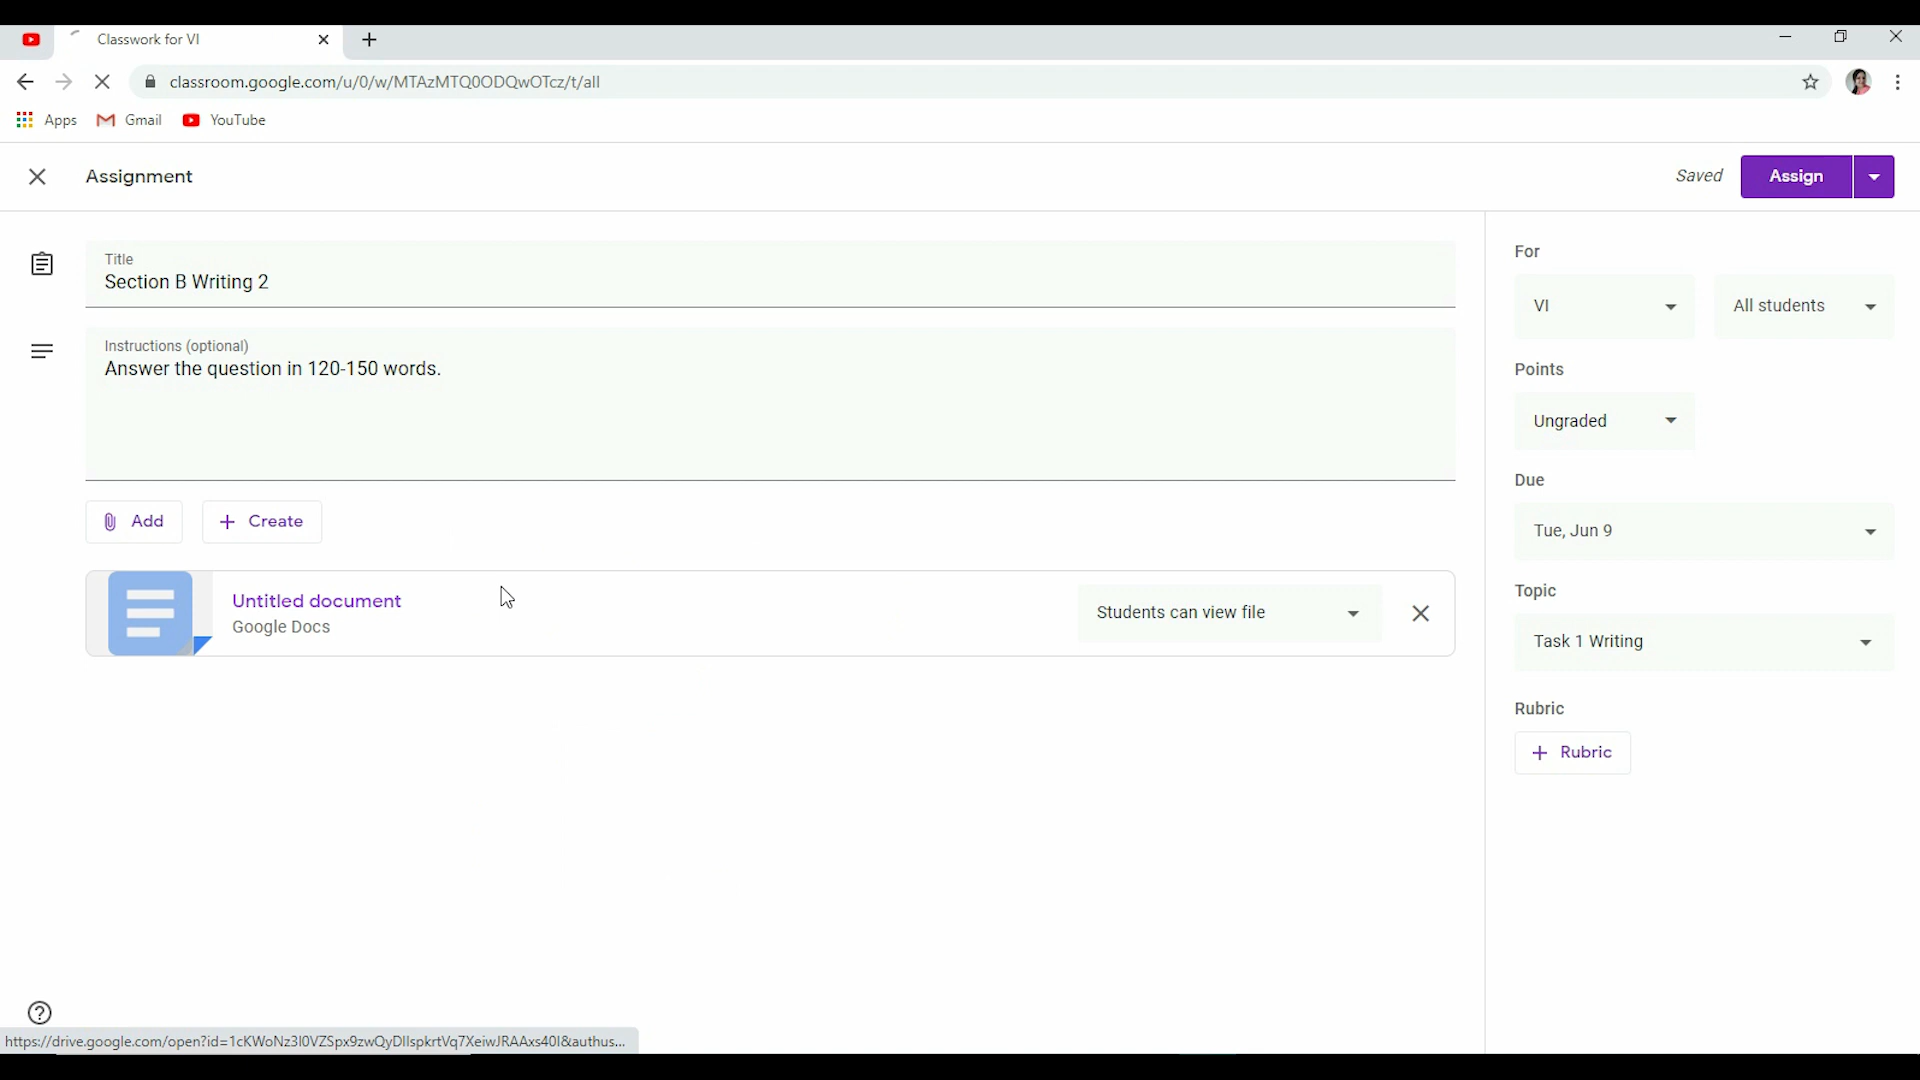 Classwork for VI
classroom.google.com/u/0/w/MTAzMTQ0ODQwOTcz/t/all
Apps Gmail YouTube
Assignment
Saved
Assign
Title
Section B Writing 2
Instructions (optional)
Answer the question in 120-150 words.
Add
Create
Untitled document
Google Docs
Students can view file
For
VI
All students
Points
Ungraded
Due
Tue, Jun 9
Topic
Task 1 Writing
Rubric
Rubric
https://drive.google.com/open?id=1cKWoNz3I0VZSpx9zwQyDIlspkrtVq7XeiwJRAAxs40I&authus...